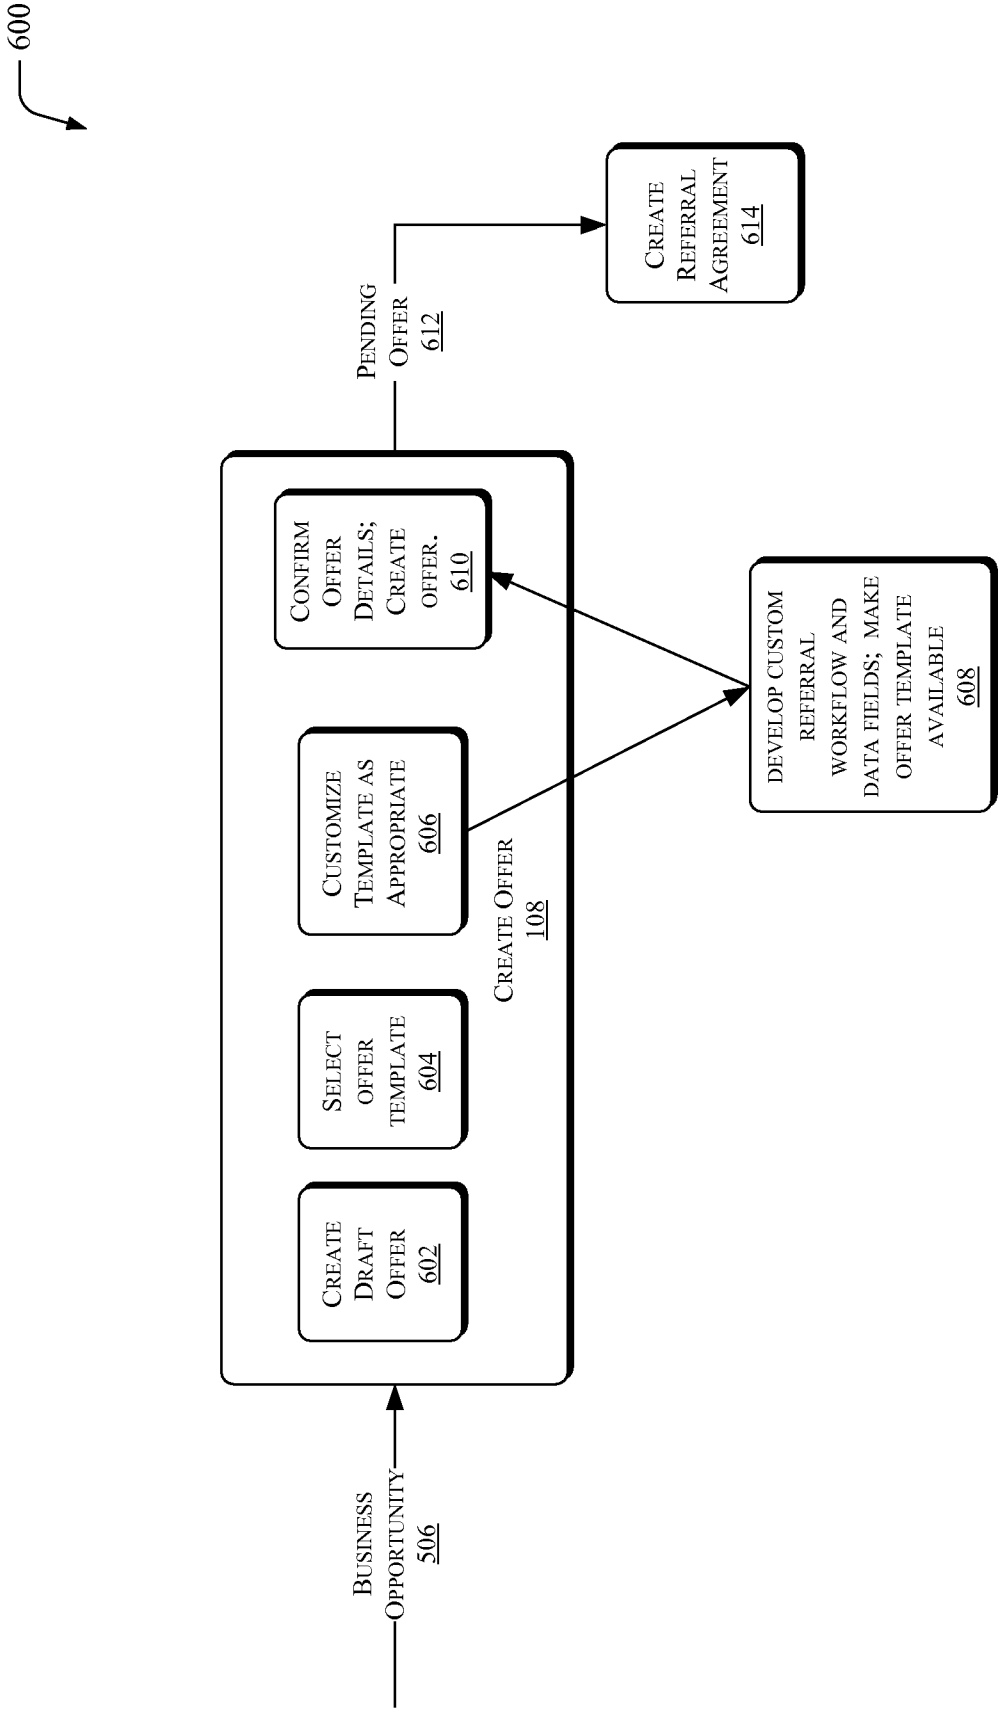 600
BUSINESS
OPPORTUNITY
506
CREATE
DRAFT
OFFER
602
SELECT
OFFER
TEMPLATE
604
CUSTOMIZE
TEMPLATE AS
APPROPRIATE
606
CONFIRM
OFFER
DETAILS;
CREATE
OFFER.
610
CREATE OFFER
108
PENDING
OFFER
612
DEVELOP CUSTOM
REFERRAL
WORKFLOW AND
DATA FIELDS; MAKE
OFFER TEMPLATE
AVAILABLE
608
CREATE
REFERRAL
AGREEMENT
614